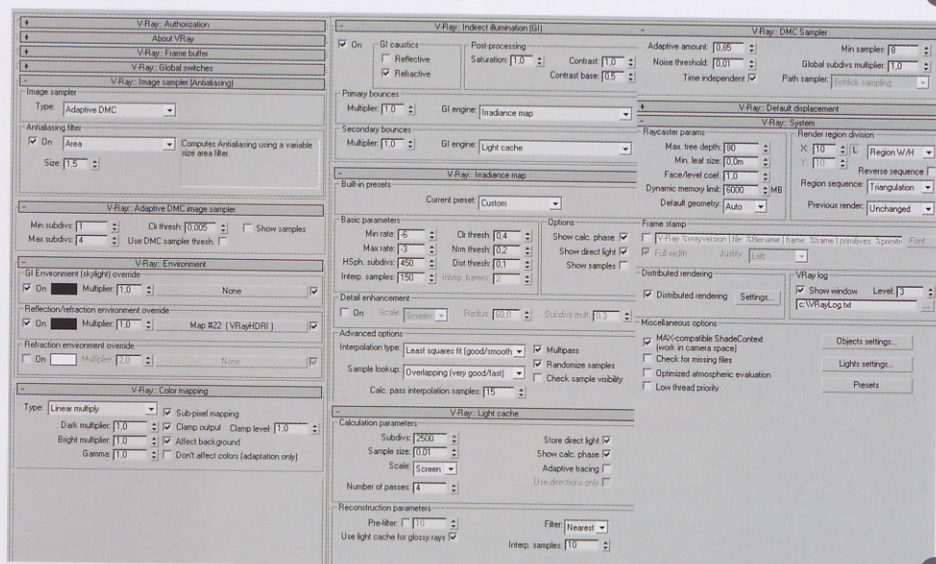 V-Ray:: Authorization
About VRay
V-Ray:: Frame buffer
V-Ray:: Global switches
V-Ray:: Image sampler (Antialiasing)
Image sampler
Type: Adaptive DMC
Antialiasing filter
On Area Computes Antialiasing using a variable
size area filter.
Size: 1,5
V-Ray:: Adaptive DMC image sampler
Min subdivs: 1 Clr thresh: 0,005 Show samples
Max subdivs: 4 Use DMC sampler thresh.
V-Ray:: Environment
GI Environment (skylight) override
On Multiplier: 1,0 None
Reflection/refraction environment override
On Multiplier: 1,0 Map #22 (VRayHDRI)
Refraction environment override
On Multiplier: 2,0 None
V-Ray:: Color mapping
Type: Linear multiply Sub-pixel mapping
Dark multiplier: 1,0 Clamp output Clamp level: 1,0
Bright multiplier: 1,0 Affect background
Gamma: 1,0 Don't affect colors (adaptation only)
V-Ray:: Indirect illumination (GI)
On GI caustics Post-processing
Reflective Saturation: 1,0 Contrast: 1,0
Refractive Contrast base: 0,5
Primary bounces
Multiplier: 1,0 GI engine: Irradiance map
Secondary bounces
Multiplier: 1,0 GI engine: Light cache
V-Ray:: Irradiance map
Built-in presets
Current preset: Custom
Basic parameters Options
Min rate: -6 Clr thresh: 0,4 Show calc. phase
Max rate: -3 Nrm thresh: 0,2 Show direct light
HSph. subdivs: 450 Dist thresh: 0,1 Show samples
Interp. samples: 150 Interp. frames: 2
Detail enhancement
On Scale: Screen Radius: 60,0 Subdivs mult. 0,3
Advanced options
Interpolation type: Least squares fit (good/smooth Multipass
Randomize samples
Sample lookup: Overlapping (very good/fast) Check sample visibility
Calc. pass interpolation samples: 15
V-Ray:: Light cache
Calculation parameters
Subdivs: 2500 Store direct light
Sample size: 0,01 Show calc. phase
Scale: Screen Adaptive tracing
Use directions only
Number of passes: 4
Reconstruction parameters
Pre-filter: 10 Filter: Nearest
Use light cache for glossy rays Interp. samples: 10
V-Ray:: DMC Sampler
Adaptive amount: 0,85 Min samples: 8
Noise threshold: 0,01 Global subdivs multiplier: 1,0
Time independent Path sampler: Schlick sampling
V-Ray:: Default displacement
V-Ray:: System
Raycaster params Render region division
Max. tree depth: 80 X: 10 L Region W/H
Min. leaf size: 0,0m Y: 10
Face/level coef. 1,0 Reverse sequence
Dynamic memory limit: 6000 MB Region sequence: Triangulation
Default geometry: Auto Previous render: Unchanged
Frame stamp
V-Ray %vrayversion | file: %filename | frame: %frame | primitives: %primiti Font
Full width Justify: Left
Distributed rendering VRay log
Distributed rendering Settings... Show window Level: 3
c:\VRayLog.txt ...
Miscellaneous options
MAX-compatible ShadeContext
(work in camera space) Objects settings...
Check for missing files
Optimized atmospheric evaluation Lights settings...
Low thread priority Presets